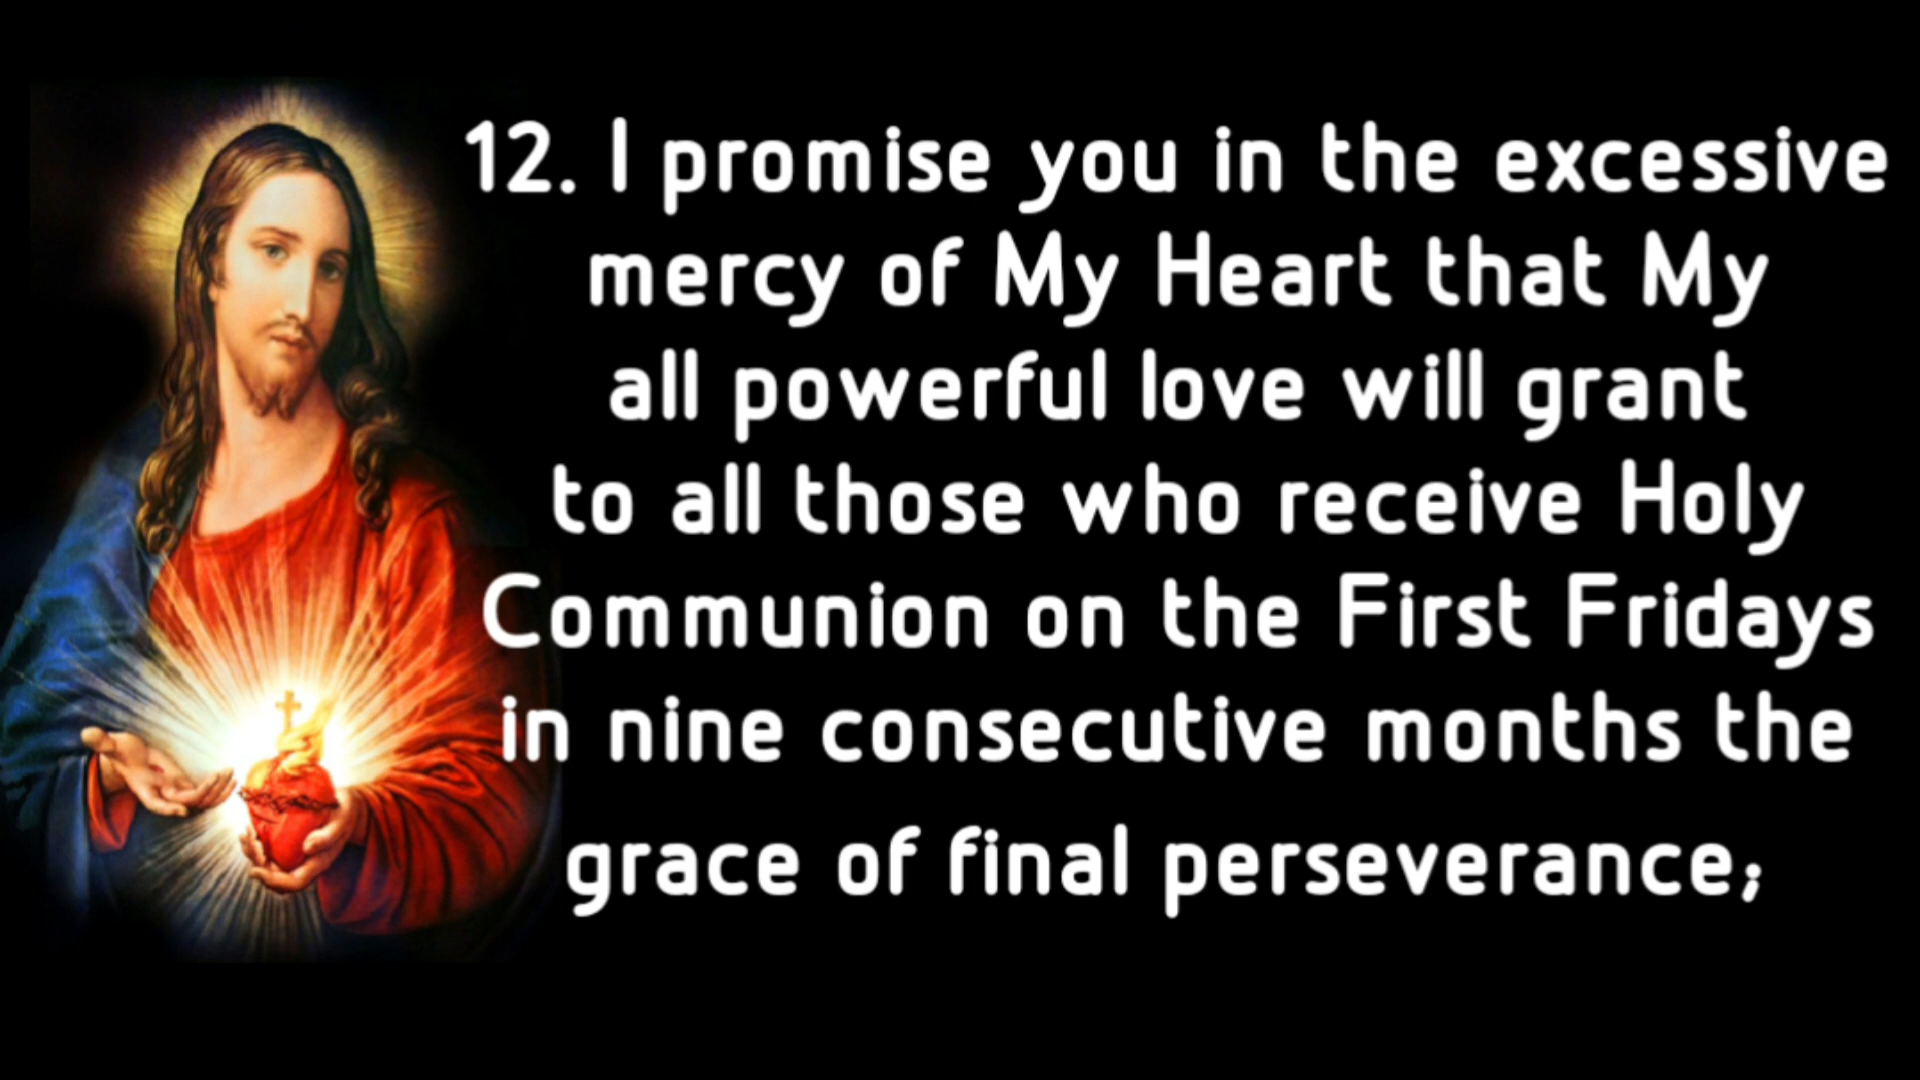 12. I promise you in the excessive
mercy of My Heart that My
all powerful love will grant
to all those who receive Holy
Communion on the First Fridays
in nine consecutive months the
grace of final perseverance;